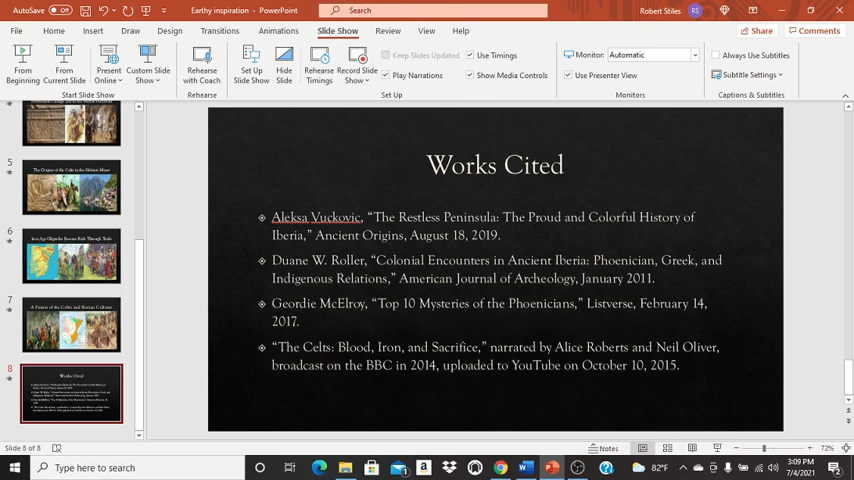 AutoSave Off Earthy inspiration - PowerPoint Search Robert Stiles RS
File Home Insert Draw Design Transitions Animations Slide Show Review View Help Share Comments
From Beginning
From Current Slide
Present Online
Custom Slide Show
Start Slide Show
Rehearse with Coach
Rehearse
Set Up Slide Show
Hide Slide
Rehearse Timings
Record Slide Show
Keep Slides Updated
Play Narrations
Use Timings
Show Media Controls
Set Up
Monitor: Automatic
Use Presenter View
Monitors
Always Use Subtitles
Subtitle Settings
Captions & Subtitles
5
The Origins of the Celts in the
6
Iron Age Oligarchs Become Rich Through Trade
7
A Fusion of the Celtic and Iberian Cultures
8
Works Cited
Works Cited
Aleksa Vuckovic, “The Restless Peninsula: The Proud and Colorful History of
Iberia,” Ancient Origins, August 18, 2019.
Duane W. Roller, “Colonial Encounters in Ancient Iberia: Phoenician, Greek, and
Indigenous Relations,” American Journal of Archeology, January 2011.
Geordie McElroy, “Top 10 Mysteries of the Phoenicians,” Listverse, February 14,
2017.
“The Celts: Blood, Iron, and Sacrifice,” narrated by Alice Roberts and Neil Oliver,
broadcast on the BBC in 2014, uploaded to YouTube on October 10, 2015.
Slide 8 of 8 Notes 72%
Type here to search 1 82°F 3:09 PM
7/4/2021 2